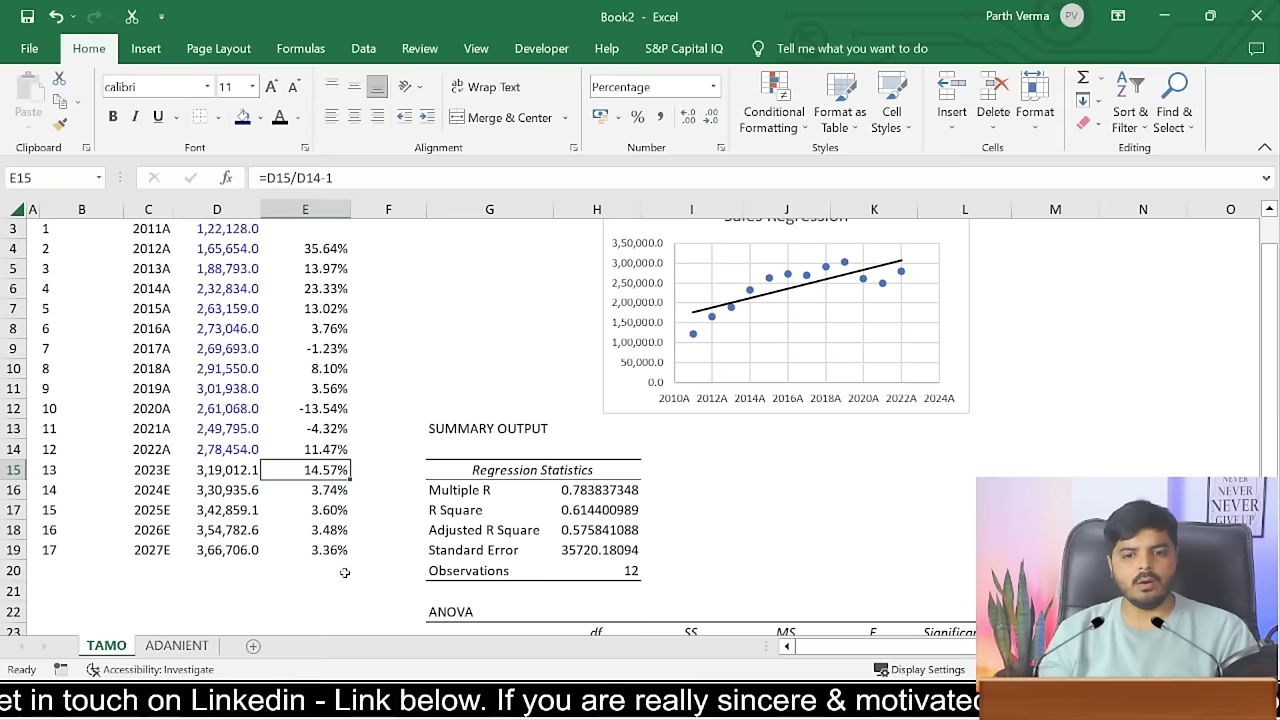 Book2 - Excel
Parth Verma PV
File Home Insert Page Layout Formulas Data Review View Developer Help S&P Capital IQ Tell me what you want to do
Paste
calibri 11
B I U
Wrap Text
Merge & Center
Percentage
Conditional Formatting
Format as Table
Cell Styles
Insert Delete Format
Sort & Filter
Find & Select
Clipboard Font Alignment Number Styles Cells Editing
E15 fx =D15/D14-1
A B C D E F G H I J K L M N O
3 1 2011A 1,22,128.0
4 2 2012A 1,65,654.0 35.64%
5 3 2013A 1,88,793.0 13.97%
6 4 2014A 2,32,834.0 23.33%
7 5 2015A 2,63,159.0 13.02%
8 6 2016A 2,73,046.0 3.76%
9 7 2017A 2,69,693.0 -1.23%
10 8 2018A 2,91,550.0 8.10%
11 9 2019A 3,01,938.0 3.56%
12 10 2020A 2,61,068.0 -13.54%
13 11 2021A 2,49,795.0 -4.32%
14 12 2022A 2,78,454.0 11.47%
15 13 2023E 3,19,012.1 14.57%
16 14 2024E 3,30,935.6 3.74%
17 15 2025E 3,42,859.1 3.60%
18 16 2026E 3,54,782.6 3.48%
19 17 2027E 3,66,706.0 3.36%
20
21
22
23
Sales Regression
3,50,000.0
3,00,000.0
2,50,000.0
2,00,000.0
1,50,000.0
1,00,000.0
50,000.0
0.0
2010A 2012A 2014A 2016A 2018A 2020A 2022A 2024A
SUMMARY OUTPUT
Regression Statistics
Multiple R 0.783837348
R Square 0.614400989
Adjusted R Square 0.575841088
Standard Error 35720.18094
Observations 12
ANOVA
df SS MS F Significan
NEVER
NEVER
NEVER
GIVE UP
TAMO ADANIENT
Ready Accessibility: Investigate Display Settings
et in touch on Linkedin - Link below. If you are really sincere & motivated